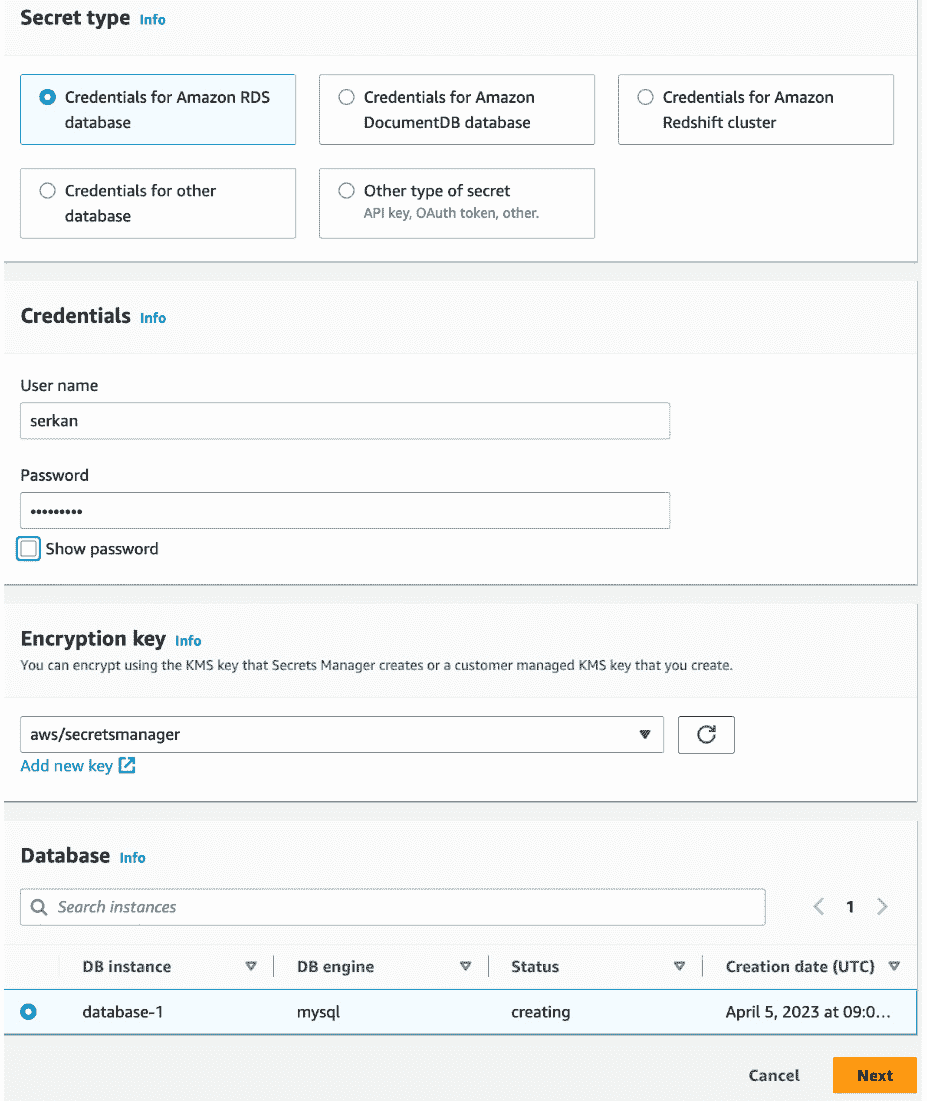 Secret type Info
Credentials for Amazon RDS
database
Credentials for Amazon
DocumentDB database
Credentials for Amazon
Redshift cluster
Credentials for other
database
Other type of secret
API key, OAuth token, other.
Credentials Info
User name
serkan
Password
•••••••••
Show password
Encryption key Info
You can encrypt using the KMS key that Secrets Manager creates or a customer managed KMS key that you create.
aws/secretsmanager
Add new key
Database Info
Search instances
1
DB instance DB engine Status Creation date (UTC)
database-1 mysql creating April 5, 2023 at 09:0...
Cancel Next